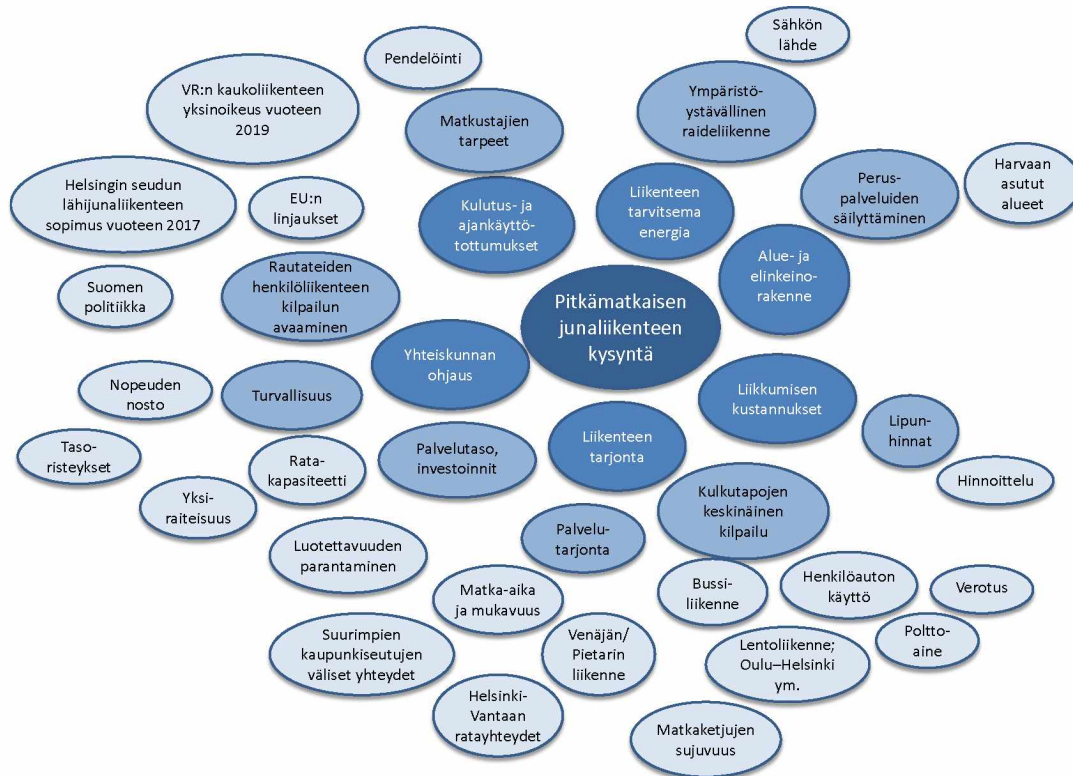 Sähkön
lähde
Pendelöinti
VR:n kaukoliikenteen
yksinoikeus vuoteen
2019
Ympäristö-
ystävällinen
raideliikenne
Matkustajien
tarpeet
Helsingin seudun
lähijunaliikenteen
sopimus vuoteen 2017
EU:n
linjaukset
Kulutus- ja
ajankäyttö-
tottumukset
Liikenteen
tarvitsema
energia
Perus-
palveluiden
säilyttäminen
Harvaan
asutut
alueet
Suomen
politiikka
Rautateiden
henkilöliikenteen
kilpailun
avaaminen
Alue- ja
elinkeino-
rakenne
Pitkämatkaisen
junaliikenteen
kysyntä
Yhteiskunnan
ohjaus
Nopeuden
nosto
Turvallisuus
Liikkumisen
kustannukset
Taso-
risteykset
Rata-
kapasiteetti
Palvelutaso,
investoinnit
Liikenteen
tarjonta
Lipun-
hinnat
Hinnoittelu
Yksi-
raiteisuus
Kulkutapojen
keskinäinen
kilpailu
Luotettavuuden
parantaminen
Palvelu-
tarjonta
Matka-aika
ja mukavuus
Bussi-
liikenne
Henkilöauton
käyttö
Verotus
Suurimpien
kaupunkiseutujen
väliset yhteydet
Venäjän/
Pietarin
liikenne
Lentoliikenne;
Oulu–Helsinki
ym.
Poltto-
aine
Helsinki-
Vantaan
ratayhteydet
Matkaketjujen
sujuvuus